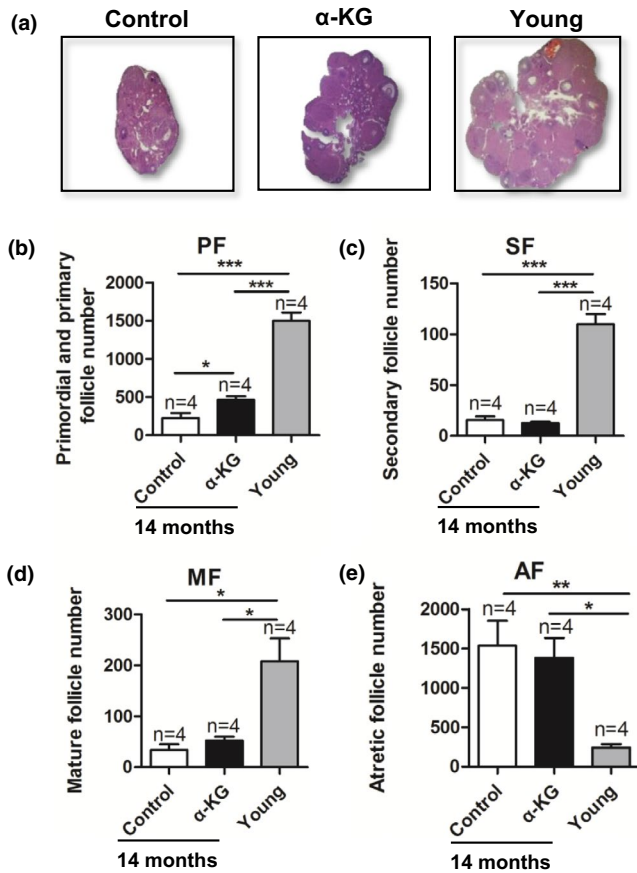 (a)
Control
α-KG
Young
(b)
PF
Primordial and primary
follicle number
2000
1500
1000
500
0
***
***
*
n=4
n=4
n=4
Control
α-KG
Young
14 months
(c)
SF
Secondary follicle number
150
100
50
0
***
***
n=4
n=4
n=4
Control
α-KG
Young
14 months
(d)
MF
Mature follicle number
300
200
100
0
*
*
n=4
n=4
n=4
Control
α-KG
Young
14 months
(e)
AF
Atretic follicle number
2000
1500
1000
500
0
**
*
n=4
n=4
n=4
Control
α-KG
Young
14 months